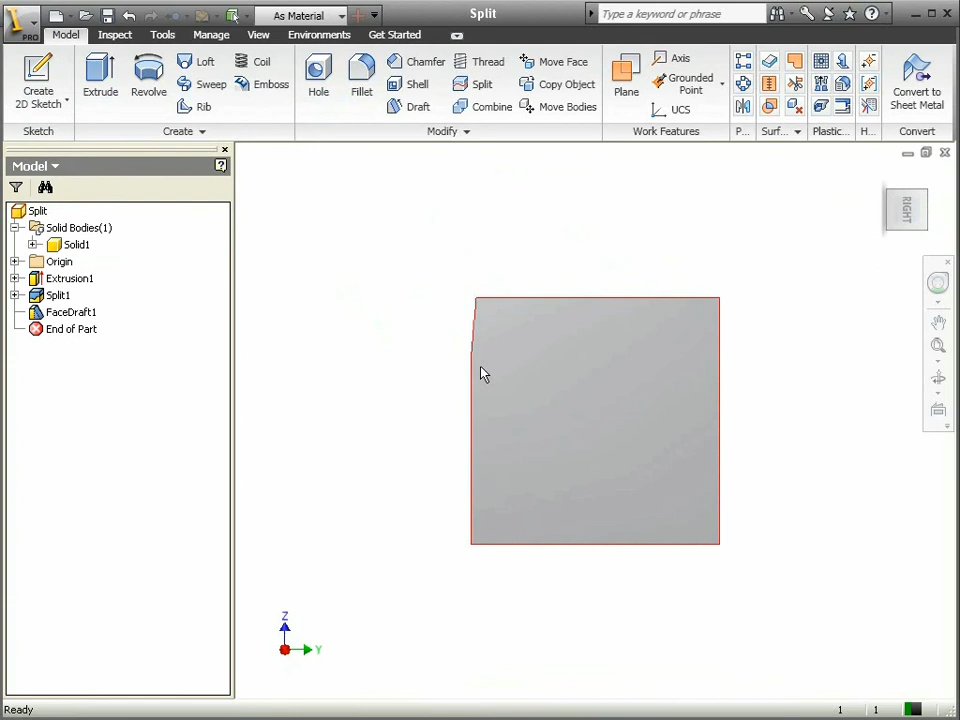 As Material
Split
Type a keyword or phrase
PRO
Model
Inspect
Tools
Manage
View
Environments
Get Started
Create
2D Sketch
Extrude
Revolve
Loft
Sweep
Rib
Coil
Emboss
Hole
Fillet
Chamfer
Shell
Draft
Thread
Split
Combine
Move Face
Copy Object
Move Bodies
Plane
Axis
Grounded
Point
UCS
Convert to
Sheet Metal
Sketch
Create
Modify
Work Features
P...
Surf...
Plastic...
H...
Convert
Model
Split
Solid Bodies(1)
Solid1
Origin
Extrusion1
Split1
FaceDraft1
End of Part
RIGHT
Z
Y
Ready
1
1